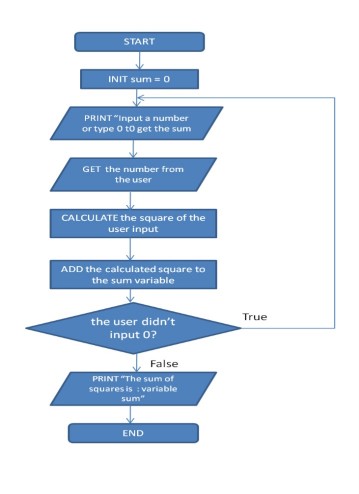 START
INIT sum = 0
PRINT "Input a number
or type 0 t0 get the sum
GET the number from
the user
CALCULATE the square of the
user input
ADD the calculated square to
the sum variable
the user didn't
input 0?
True
False
PRINT "The sum of
squares is : variable
sum"
END